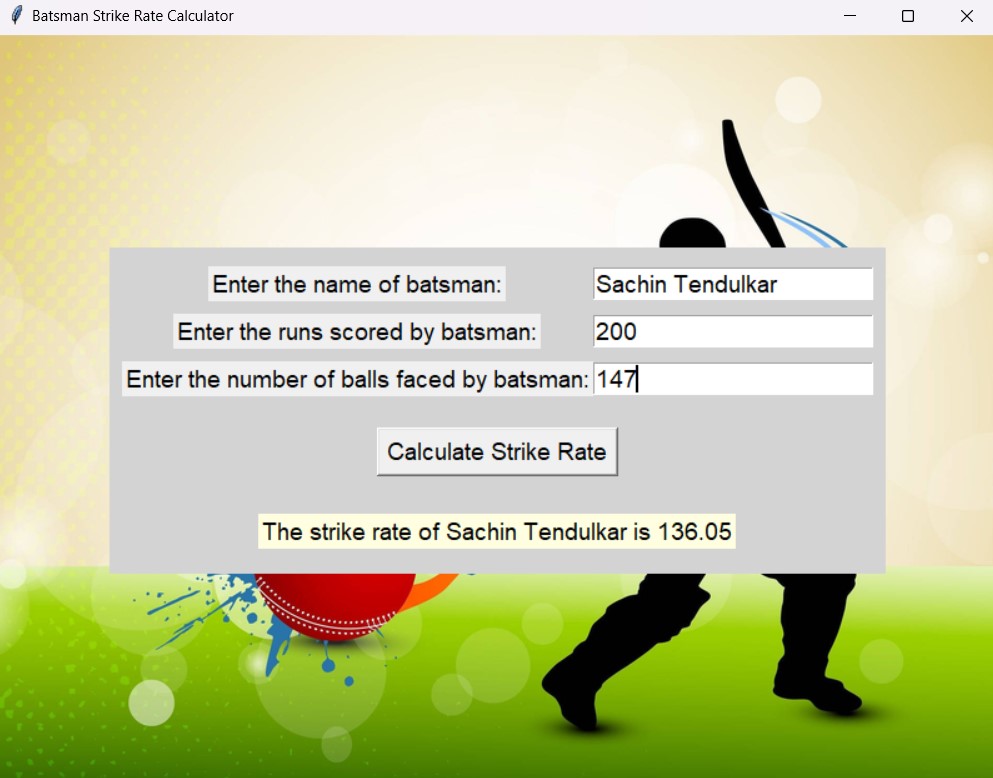 Batsman Strike Rate Calculator
Enter the name of batsman: Sachin Tendulkar
Enter the runs scored by batsman: 200
Enter the number of balls faced by batsman: 147
Calculate Strike Rate
The strike rate of Sachin Tendulkar is 136.05